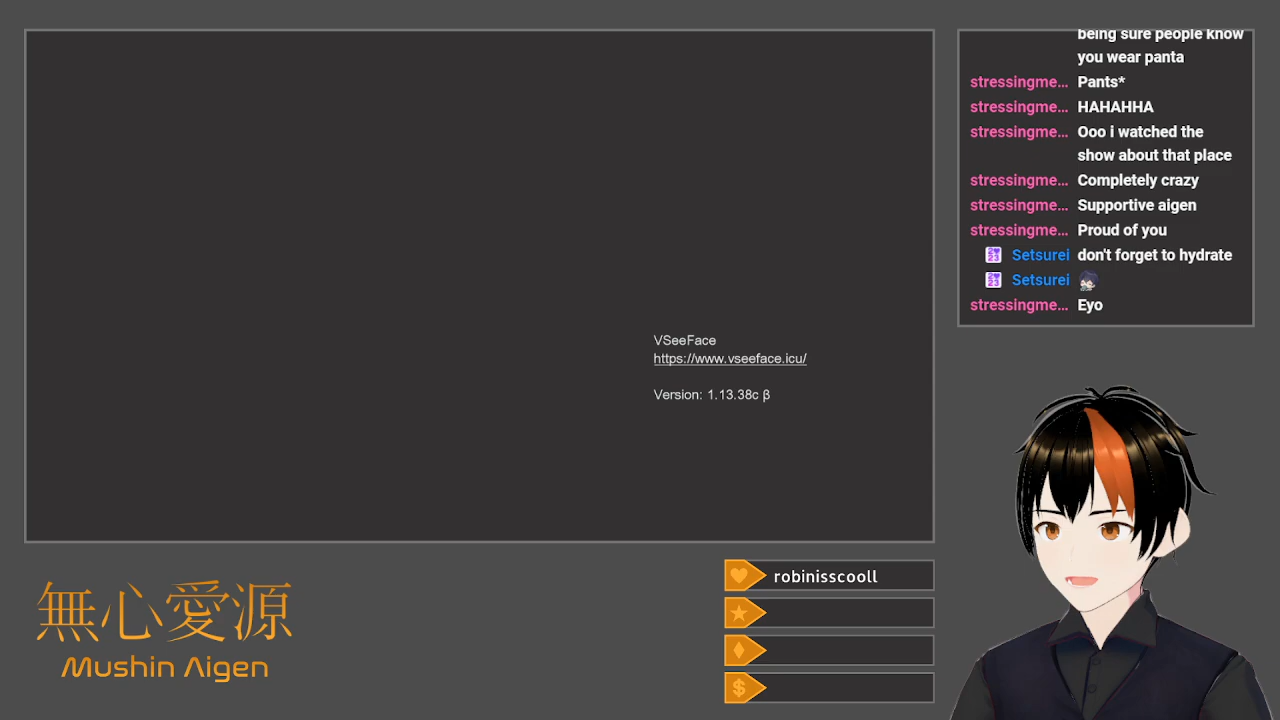 being sure people know
you wear panta
stressingme... Pants*
stressingme... HAHAHHA
stressingme... Ooo i watched the
show about that place
stressingme... Completely crazy
stressingme... Supportive aigen
stressingme... Proud of you
Setsurei don't forget to hydrate
Setsurei
stressingme... Eyo
VSeeFace
https://www.vseeface.icu/
Version: 1.13.38c β
robinisscooll
無心愛源
Mushin Aigen